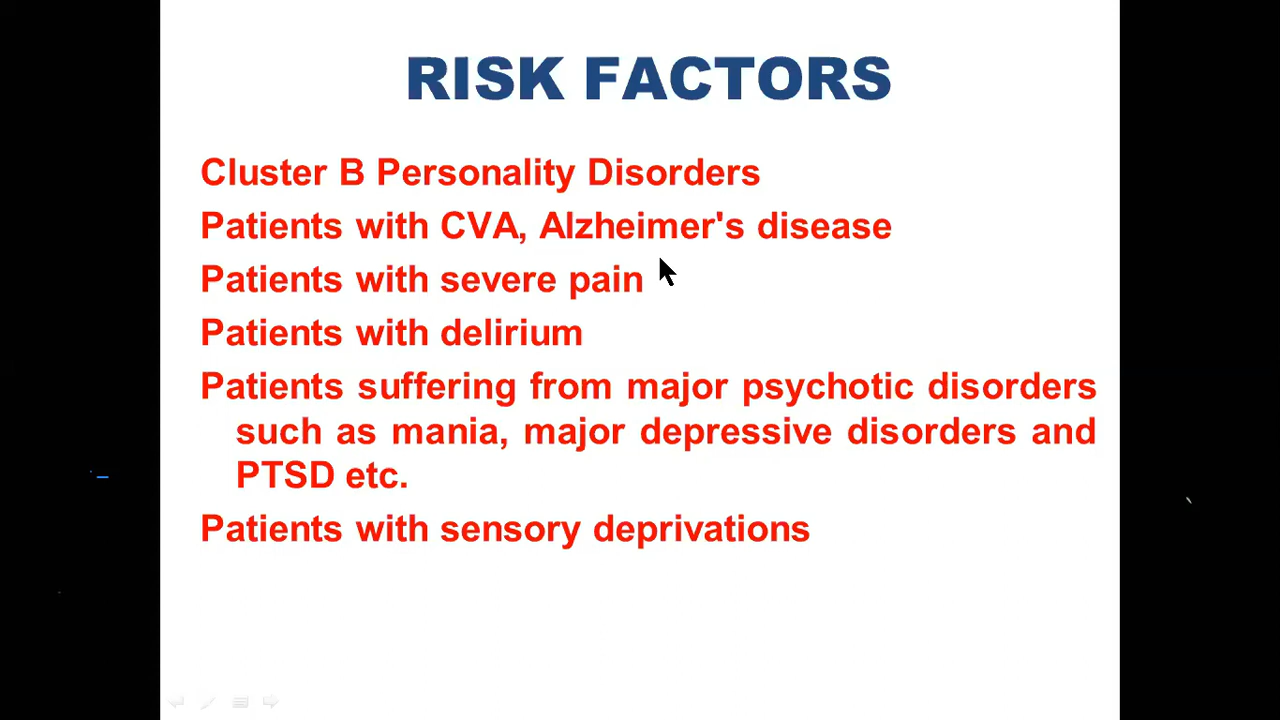 RISK FACTORS
Cluster B Personality Disorders
Patients with CVA, Alzheimer's disease
Patients with severe pain
Patients with delirium
Patients suffering from major psychotic disorders
such as mania, major depressive disorders and
PTSD etc.
Patients with sensory deprivations